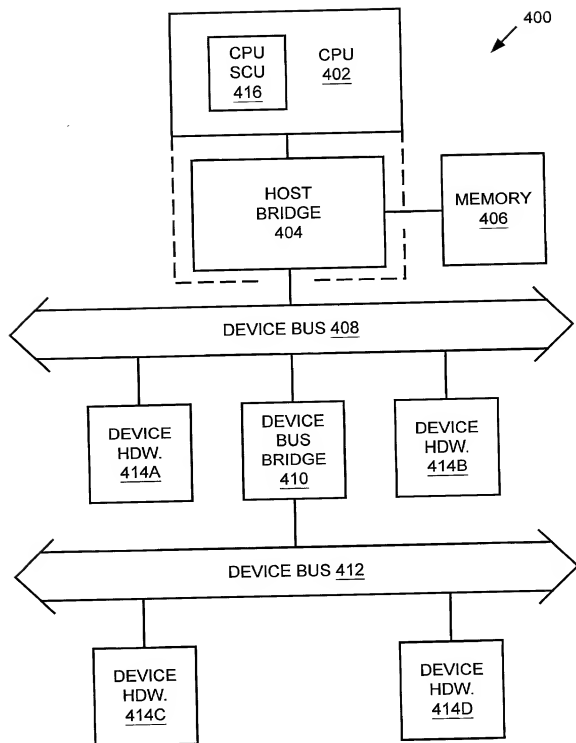 400
CPU
SCU
416
CPU
402
HOST
BRIDGE
404
MEMORY
406
DEVICE BUS 408
DEVICE
HDW.
414A
DEVICE
BUS
BRIDGE
410
DEVICE
HDW.
414B
DEVICE BUS 412
DEVICE
HDW.
414C
DEVICE
HDW.
414D